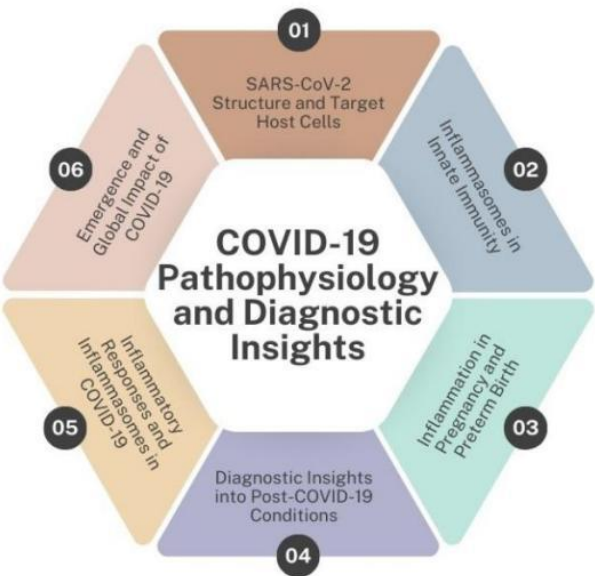 01
SARS-CoV-2
Structure and Target
Host Cells
02
Inflammasomes in
Innate Immunity
03
Inflammation in
Pregnancy and
Preterm Birth
04
Diagnostic Insights
into Post-COVID-19
Conditions
05
Inflammatory
Responses and
Inflammasomes in
COVID-19
06
Emergence and
Global Impact of
COVID-19
COVID-19
Pathophysiology
and Diagnostic
Insights